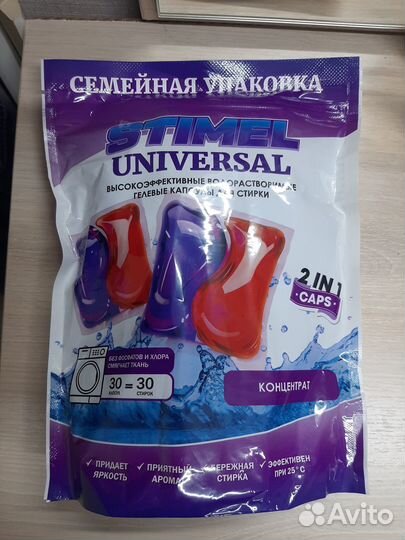 СЕМЕЙНАЯ УПАКОВКА
STIMEL
UNIVERSAL
ВЫСОКОЭФФЕКТИВНЫЕ ВОДОРАСТВОРИМЫЕ
ГЕЛЕВЫЕ КАПСУЛЫ ДЛЯ СТИРКИ
2 IN 1
CAPS
БЕЗ ФОСФАТОВ И ХЛОРА
СМЯГЧАЕТ ТКАНЬ
30 = 30
КАПСУЛ СТИРОК
КОНЦЕНТРАТ
ПРИДАЕТ ЯРКОСТЬ
ПРИЯТНЫЙ АРОМАТ
БЕРЕЖНАЯ СТИРКА
ЭФФЕКТИВЕН ПРИ 25°C
Avito